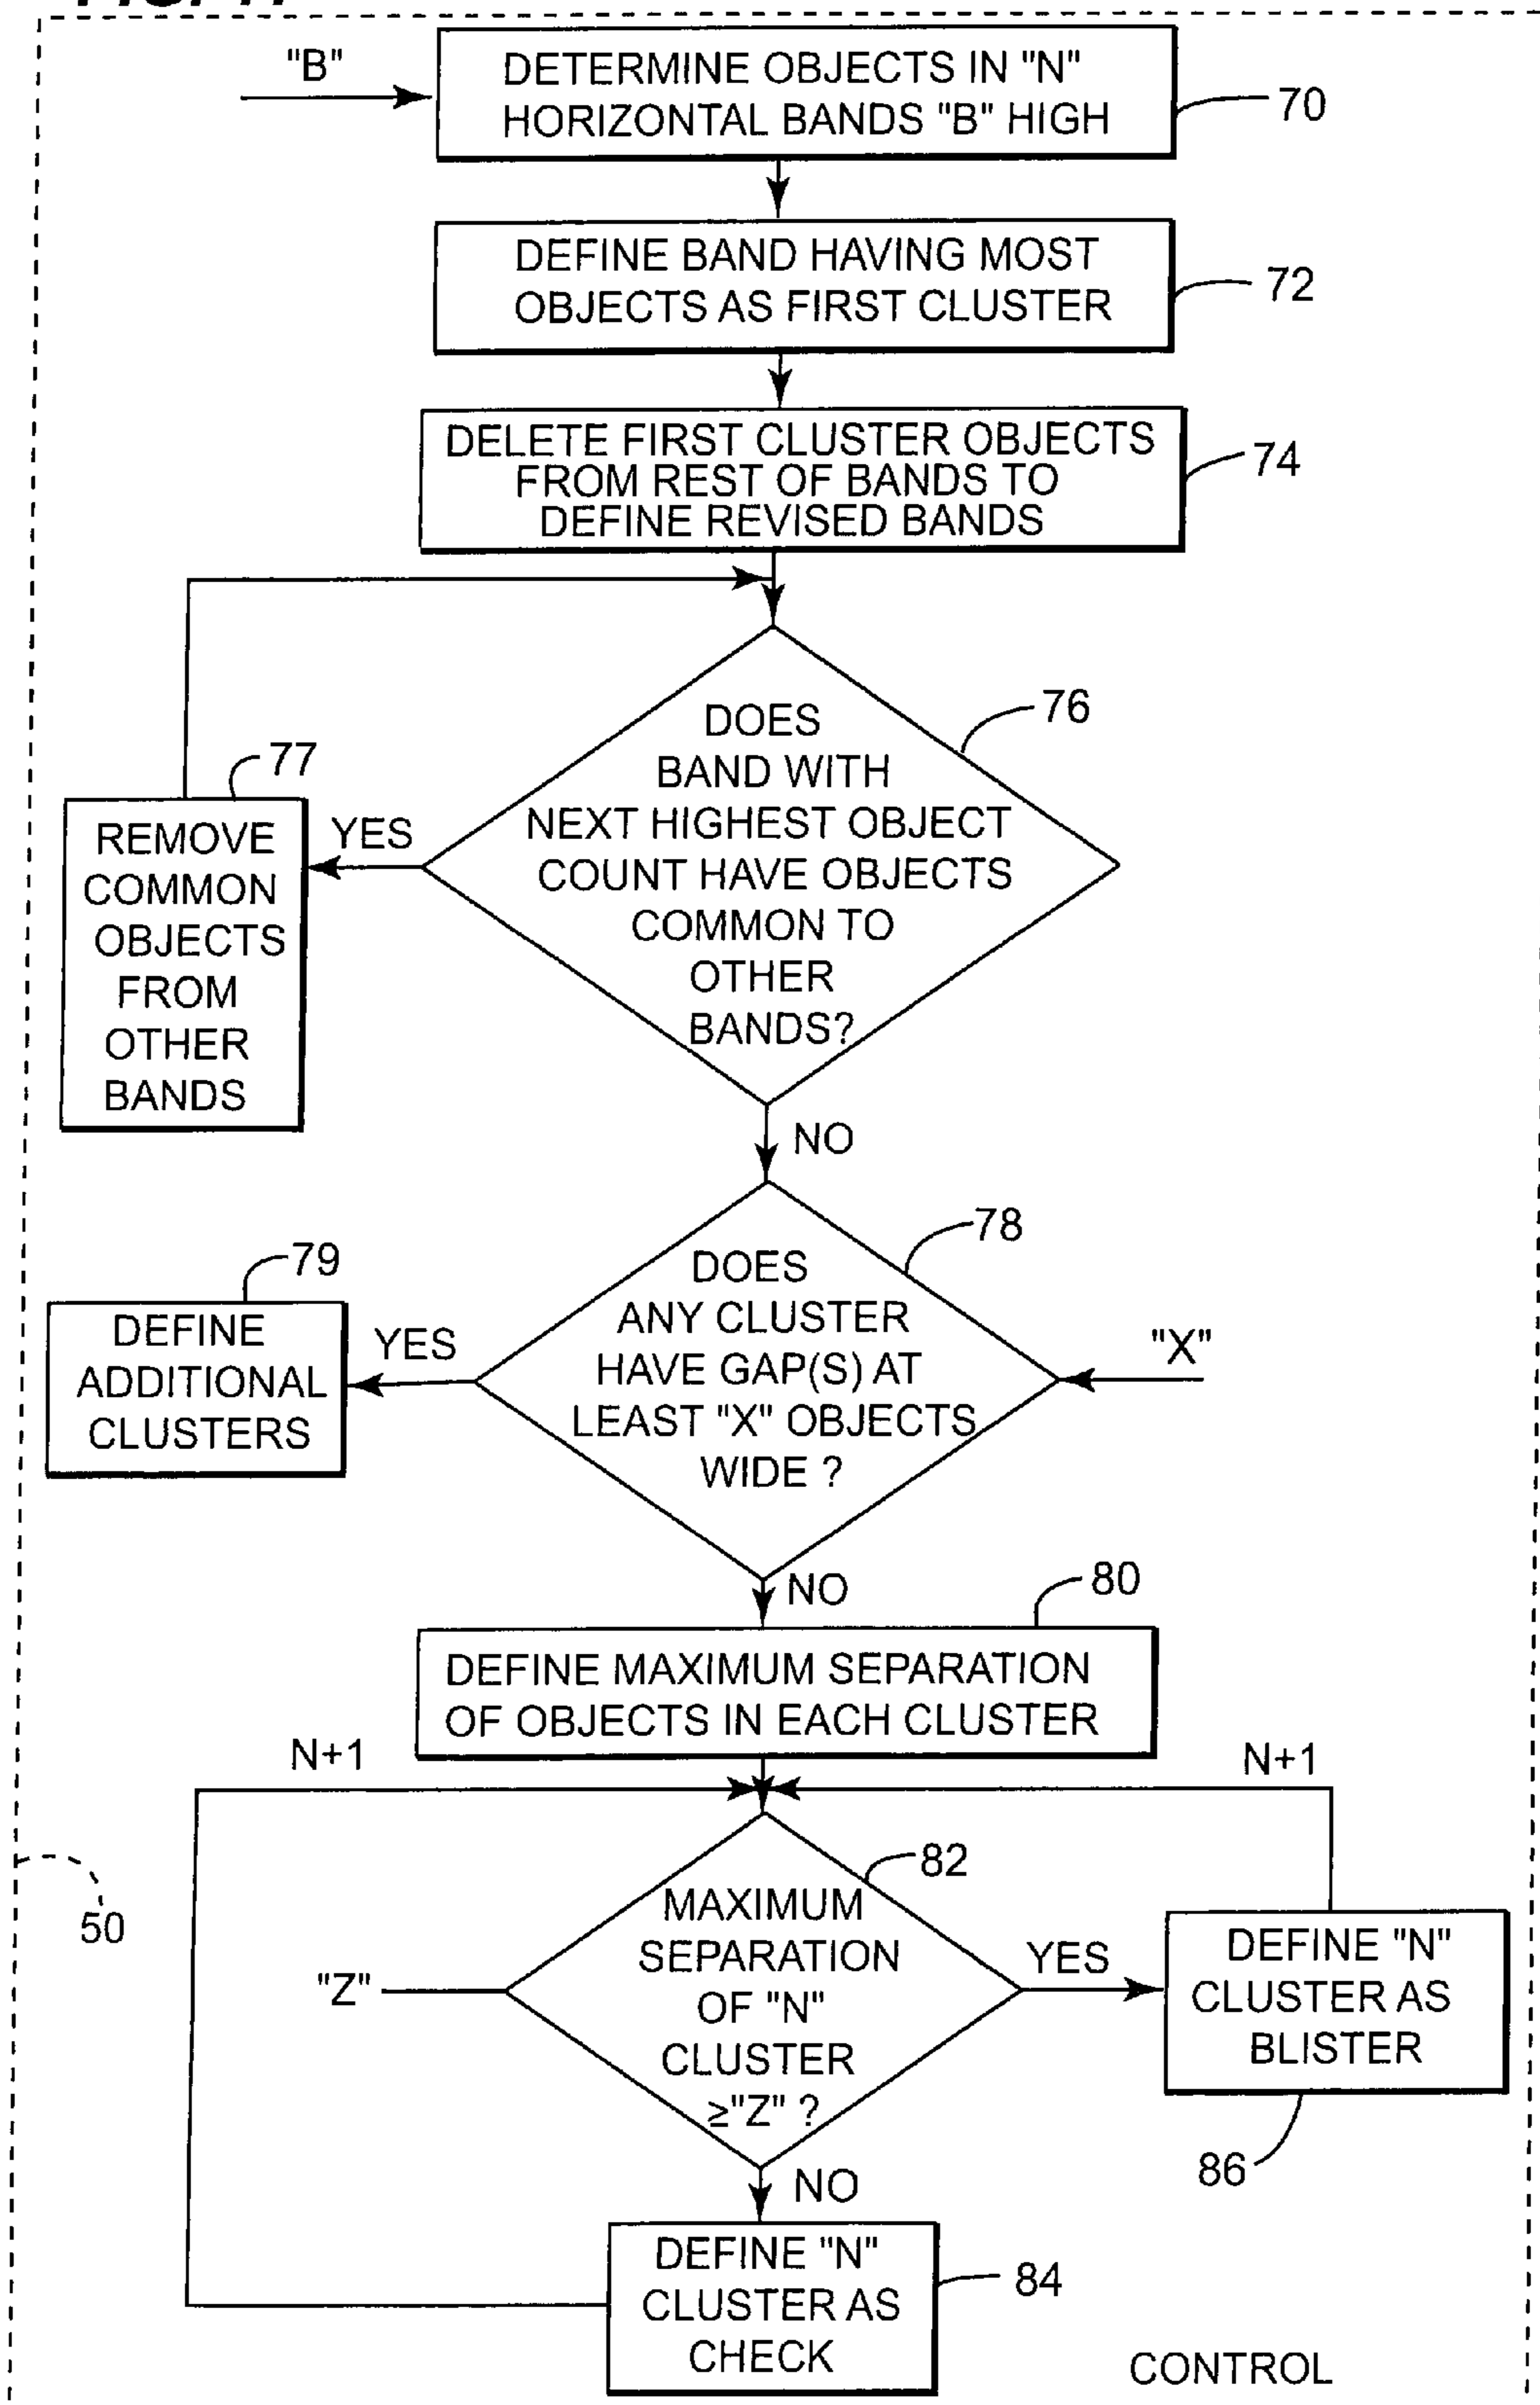 "B"
DETERMINE OBJECTS IN "N"
HORIZONTAL BANDS "B" HIGH
70
DEFINE BAND HAVING MOST
OBJECTS AS FIRST CLUSTER
72
DELETE FIRST CLUSTER OBJECTS
FROM REST OF BANDS TO
DEFINE REVISED BANDS
74
DOES
BAND WITH
NEXT HIGHEST OBJECT
COUNT HAVE OBJECTS
COMMON TO
OTHER
BANDS?
76
77
YES
REMOVE
COMMON
OBJECTS
FROM
OTHER
BANDS
NO
DOES
ANY CLUSTER
HAVE GAP(S) AT
LEAST "X" OBJECTS
WIDE ?
78
"X"
79
YES
DEFINE
ADDITIONAL
CLUSTERS
NO
80
DEFINE MAXIMUM SEPARATION
OF OBJECTS IN EACH CLUSTER
N+1
N+1
82
MAXIMUM
SEPARATION
OF "N"
CLUSTER
≥"Z" ?
"Z"
50
YES
DEFINE "N"
CLUSTER AS
BLISTER
86
NO
DEFINE "N"
CLUSTER AS
CHECK
84
CONTROL